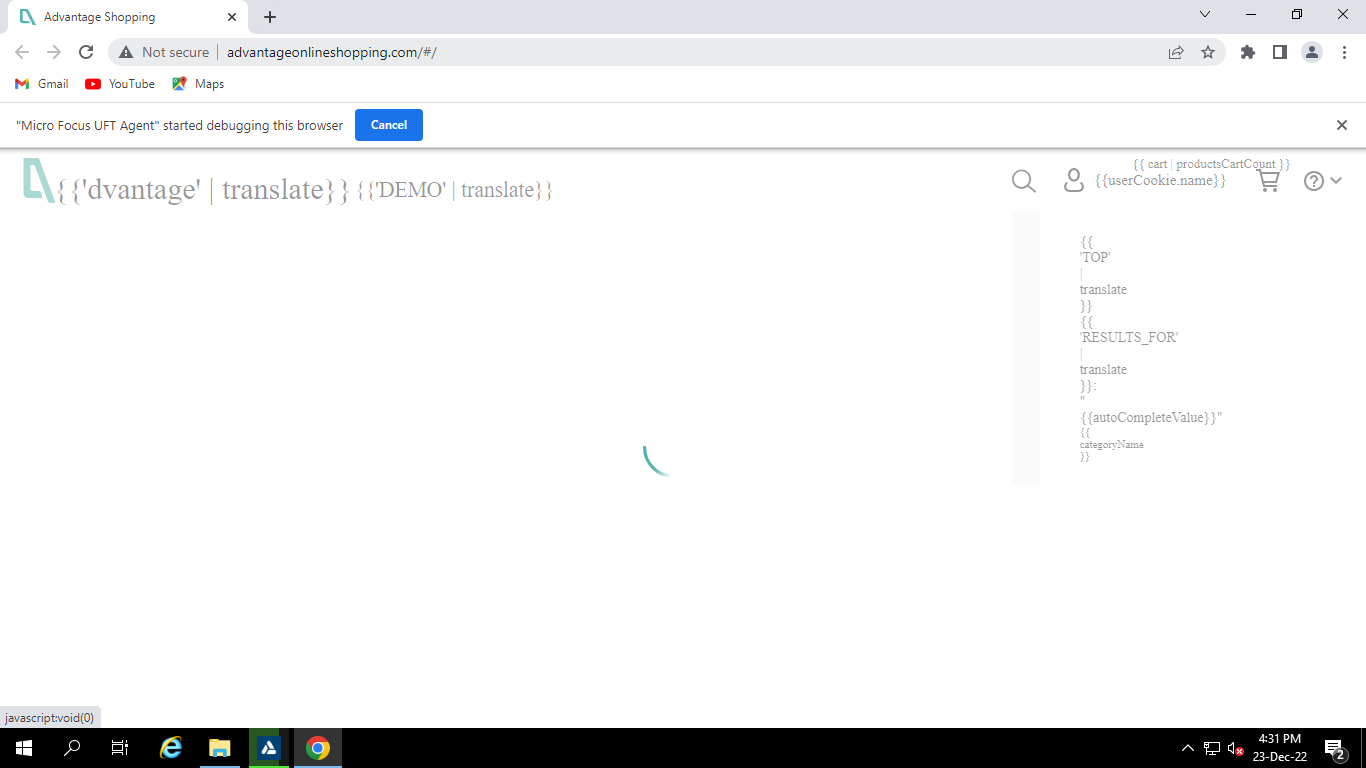 Advantage Shopping
Not secure
advantageonlineshopping.com/#/
Gmail
YouTube
Maps
"Micro Focus UFT Agent" started debugging this browser
Cancel
{{'dvantage' | translate}} {{'DEMO' | translate}}
{{ cart | productsCartCount }}
{{userCookie.name}}
{{
'TOP'
|
translate
}}
{{
'RESULTS_FOR'
|
translate
}}:
"
{{autoCompleteValue}}"
{{
categoryName
}}
javascript:void(0)
4:31 PM
23-Dec-22
2